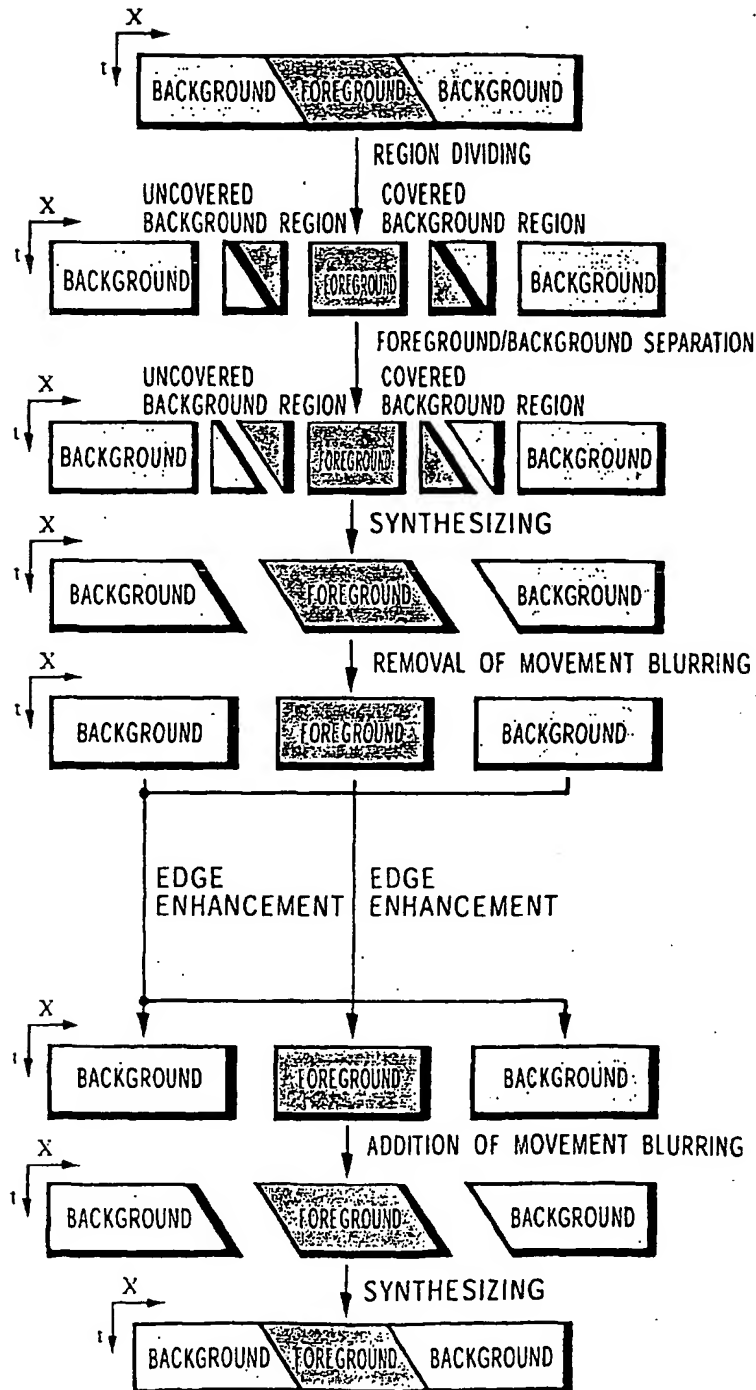 X
t
BACKGROUND FOREGROUND BACKGROUND
REGION DIVIDING
UNCOVERED BACKGROUND REGION
COVERED BACKGROUND REGION
X
t
BACKGROUND FOREGROUND BACKGROUND
FOREGROUND/BACKGROUND SEPARATION
UNCOVERED BACKGROUND REGION
COVERED BACKGROUND REGION
X
t
BACKGROUND FOREGROUND BACKGROUND
SYNTHESIZING
X
t
BACKGROUND FOREGROUND BACKGROUND
REMOVAL OF MOVEMENT BLURRING
X
t
BACKGROUND FOREGROUND BACKGROUND
EDGE ENHANCEMENT
EDGE ENHANCEMENT
X
t
BACKGROUND FOREGROUND BACKGROUND
ADDITION OF MOVEMENT BLURRING
X
t
BACKGROUND FOREGROUND BACKGROUND
SYNTHESIZING
X
t
BACKGROUND FOREGROUND BACKGROUND